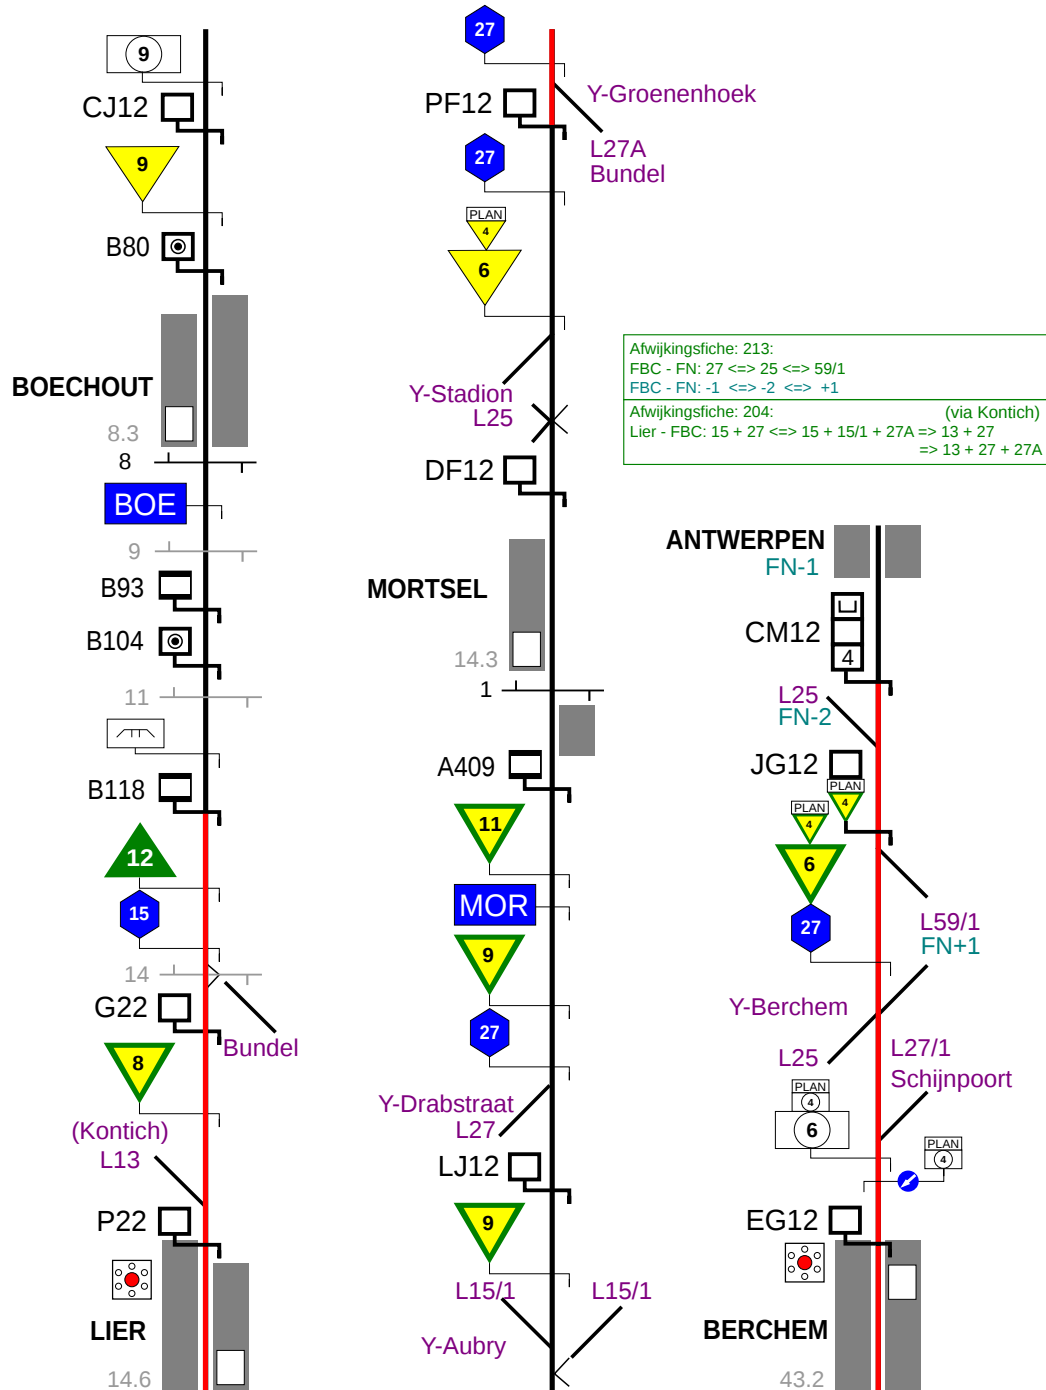 9
CJ12
9
B80
BOECHOUT
8.3
8
BOE
9
B93
B104
11
B118
12
15
14
G22
Bundel
8
(Kontich)
L13
P22
LIER
14.6
27
Y-Groenenhoek
PF12
L27A
Bundel
27
PLAN
4
6
Y-Stadion
L25
DF12
MORTSEL
14.3
1
A409
11
MOR
9
27
Y-Drabstraat
L27
LJ12
9
L15/1
L15/1
Y-Aubry
Afwijkingsfiche: 213:
FBC - FN: 27 <=> 25 <=> 59/1
FBC - FN: -1 <=> -2 <=> +1
Afwijkingsfiche: 204: (via Kontich)
Lier - FBC: 15 + 27 <=> 15 + 15/1 + 27A => 13 + 27
=> 13 + 27 + 27A
ANTWERPEN
FN-1
CM12
4
L25
FN-2
JG12
PLAN
4
PLAN
4
6
27
L59/1
FN+1
Y-Berchem
L25
L27/1
Schijnpoort
PLAN
4
6
PLAN
4
EG12
BERCHEM
43.2